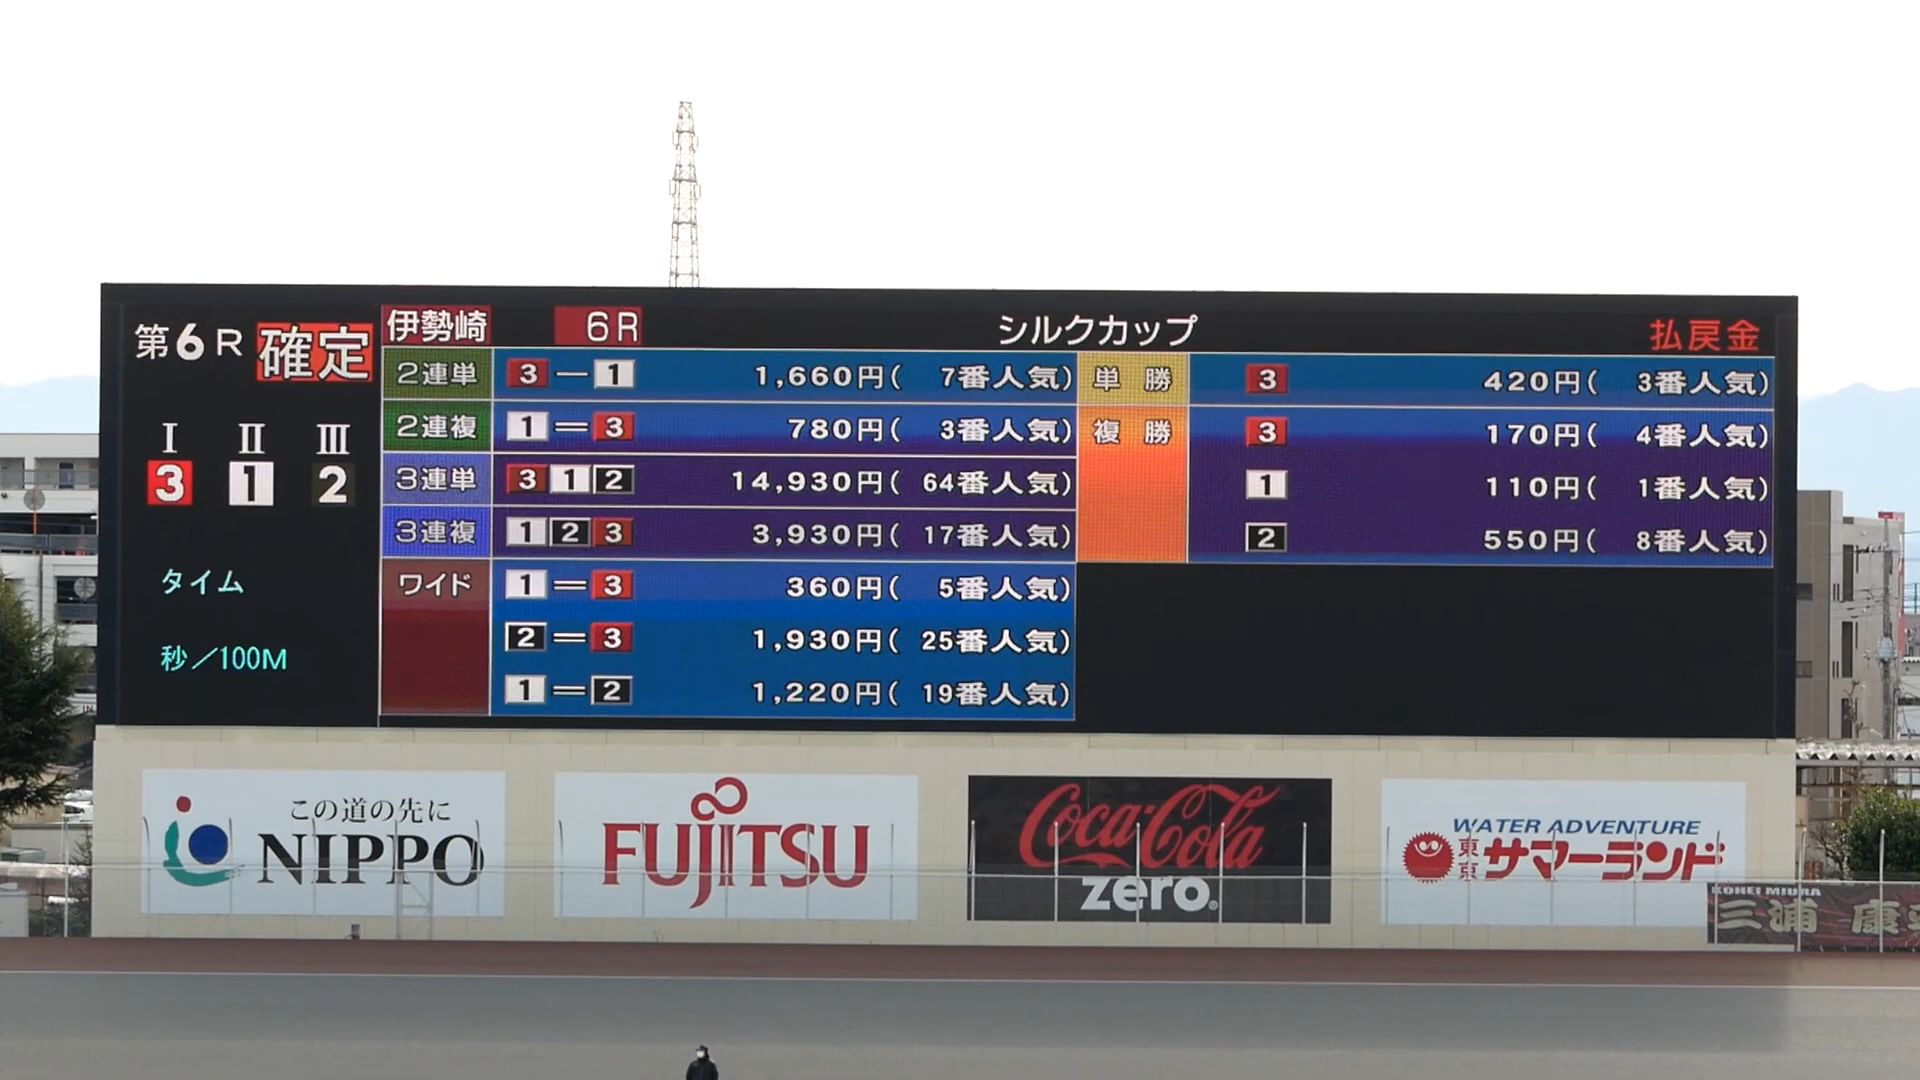 第6R 確定
I II III
3 1 2
タイム
秒/100M
伊勢崎 6R シルクカップ 払戻金
2連単 3-1 1,660円( 7番人気)
2連複 1=3 780円( 3番人気)
3連単 3 1 2 14,930円( 64番人気)
3連複 1 2 3 3,930円( 17番人気)
ワイド 1=3 360円( 5番人気)
2=3 1,930円( 25番人気)
1=2 1,220円( 19番人気)
単勝 3 420円( 3番人気)
複勝 3 170円( 4番人気)
1 110円( 1番人気)
2 550円( 8番人気)
この道の先に
NIPPO
FUJITSU
Coca-Cola
zero®
WATER ADVENTURE
東京サマーランド
KOHEI MIURA
三浦 康